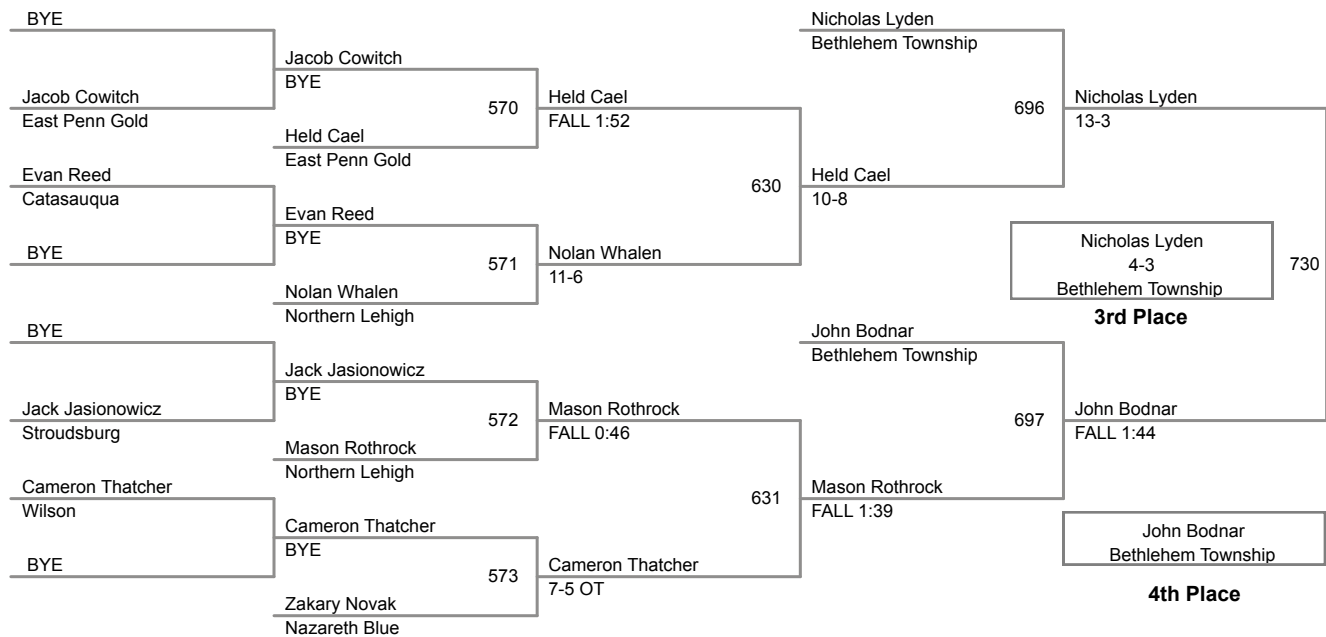 BYE
Nicholas Lyden
Bethlehem Township
Jacob Cowitch
BYE
Jacob Cowitch
East Penn Gold
570
Held Cael
FALL 1:52
696
Nicholas Lyden
13-3
Held Cael
East Penn Gold
Evan Reed
Catasauqua
630
Held Cael
10-8
Evan Reed
BYE
BYE
571
Nolan Whalen
11-6
Nicholas Lyden
4-3
Bethlehem Township
730
3rd Place
Nolan Whalen
Northern Lehigh
BYE
John Bodnar
Bethlehem Township
Jack Jasionowicz
BYE
Jack Jasionowicz
Stroudsburg
572
Mason Rothrock
FALL 0:46
697
John Bodnar
FALL 1:44
Mason Rothrock
Northern Lehigh
Cameron Thatcher
Wilson
631
Mason Rothrock
FALL 1:39
Cameron Thatcher
BYE
John Bodnar
Bethlehem Township
4th Place
BYE
573
Cameron Thatcher
7-5 OT
Zakary Novak
Nazareth Blue